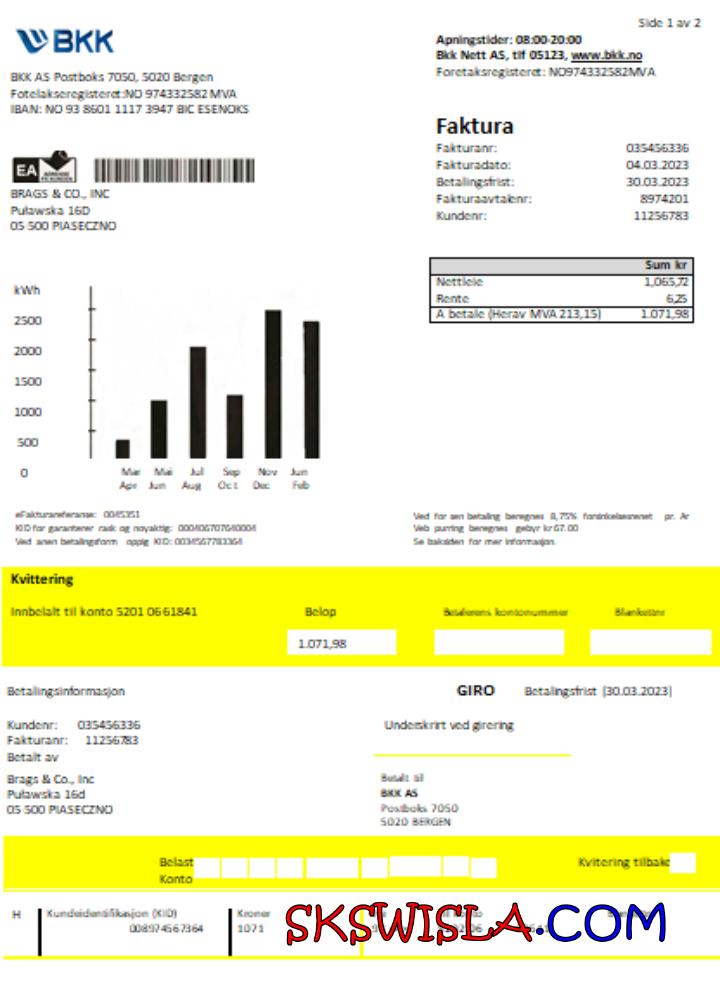 Side 1 av 2
BKK
Apningstider: 08:00-20:00
Bkk Nett AS, tlf 05123, www.bkk.no
Foretaksregisteret: NO974332582MVA
BKK AS Postboks 7050, 5020 Bergen
Fotelakseregisteret:NO 974332582 MVA
IBAN: NO 93 8601 1117 3947 BIC ESENOKS
Faktura
Fakturanr: 035456336
Fakturadato: 04.03.2023
Betalingsfrist: 30.03.2023
Fakturaavtalenr: 8974201
Kundenr: 11256783
EA
BRAGS & CO., INC
Puławska 16D
05-500 PIASECZNO
Sum kr
Nettleie 1,065,72
Rente 6,25
A betale (Herav MVA 213,15) 1.071,98
kWh
2500
2000
1500
1000
500
0
Mar Mai Jul Sep Nov Jun
Apr Jun Aug Oct Dec Feb
eFakturareferanse: 0045351
KID for garanterer rask og noyaktig: 000406707640004
Ved anen betalingsform oppig KID: 0034567783364
Ved for sen betaling beregnes 8,75% forsinkelsesrenet pr. Ar
Veb purring beregnes gebyr kr 67.00
Se baksiden for mer informasjon.
Kvittering
Innbelalt til konto 5201 0661841 Belop Betalerens kontonummer Blankettnr
1.071,98
Betalingsinformasjon GIRO Betalingsfrist (30.03.2023)
Kundenr: 035456336
Fakturanr: 11256783
Betalt av
Underskrirt ved girering
Brags & Co., Inc
Puławska 16d
05-500 PIASECZNO
Betalt til
BKK AS
Postboks 7050
5020 BERGEN
Belast
Konto
Kvitering tilbake
H Kundeidentifikasjon (KID) Kroner
008974567364 1071
SKSWISLA.COM